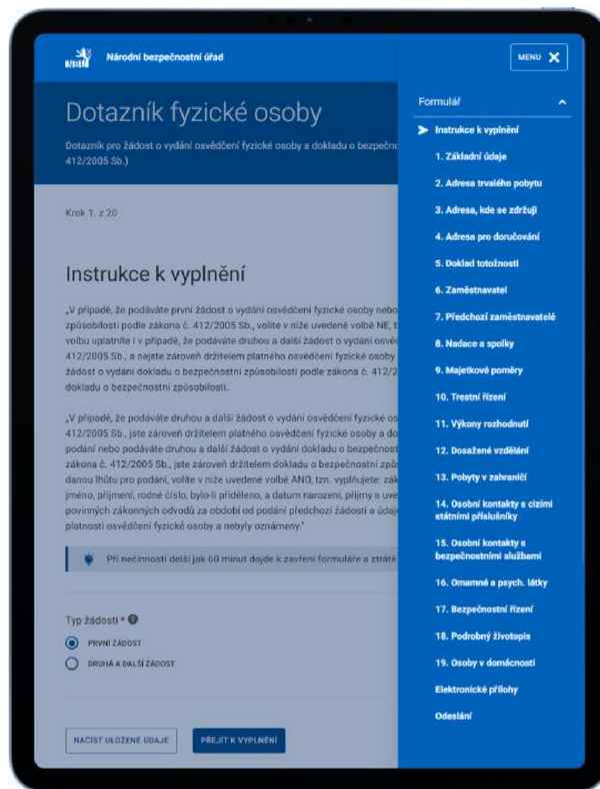 Národní bezpečnostní úřad
MENU
Dotazník fyzické osoby
Dotazník pro žádost o vydání osvědčení fyzické osoby a dokladu o
412/2005 Sb.)
Krok 1. z 20
Instrukce k vyplnění
„V případě, že podáváte první žádost o vydání osvědčení fyzické osoby nebo
způsobilosti podle zákona č. 412/2005 Sb., volíte v níže uvedené volbě NE,
volbu uplatníte i v případě, že podáváte druhou a další žádost o vydání
412/2005 Sb., a nejste zároveň držitelem platného osvědčení fyzické osoby
žádost o vydání dokladu o bezpečnostní způsobilosti podle zákona č.
dokladu o bezpečnostní způsobilosti.
„V případě, že podáváte druhou a další žádost o vydání osvědčení fyzické
412/2005 Sb., jste zároveň držitelem platného osvědčení fyzické osoby a
podání nebo podáváte druhou a další žádost o vydání dokladu o
zákona č. 412/2005 Sb., jste zároveň držitelem dokladu o bezpečnostní
danou lhůtu pro podání, volíte v níže uvedené volbě ANO, tzn. vyplňujete:
jméno, příjmení, rodné číslo, bylo-li přiděleno, a datum narození, příjmy a
povinných zákonných odvodů za období od podání předchozí žádosti a
platnosti osvědčení fyzické osoby a nebyly oznámeny."
Při nečinnosti delší jak 60 minut dojde k zavření formuláře a ztrátě
Typ žádosti *
PRVNÍ ŽÁDOST
DRUHÁ A DALŠÍ ŽÁDOST
NAČÍST ULOŽENÉ ÚDAJE
PŘEJÍT K VYPLNĚNÍ
Formulář
Instrukce k vyplnění
1. Základní údaje
2. Adresa trvalého pobytu
3. Adresa, kde se zdržuji
4. Adresa pro doručování
5. Doklad totožnosti
6. Zaměstnavatel
7. Předchozí zaměstnavatelé
8. Nadace a spolky
9. Majetkové poměry
10. Trestní řízení
11. Výkony rozhodnutí
12. Dosažené vzdělání
13. Pobyty v zahraničí
14. Osobní kontakty s cizími
státními příslušníky
15. Osobní kontakty s
bezpečnostními službami
16. Omamné a psych. látky
17. Bezpečnostní řízení
18. Podrobný životopis
19. Osoby v domácnosti
Elektronické přílohy
Odeslání